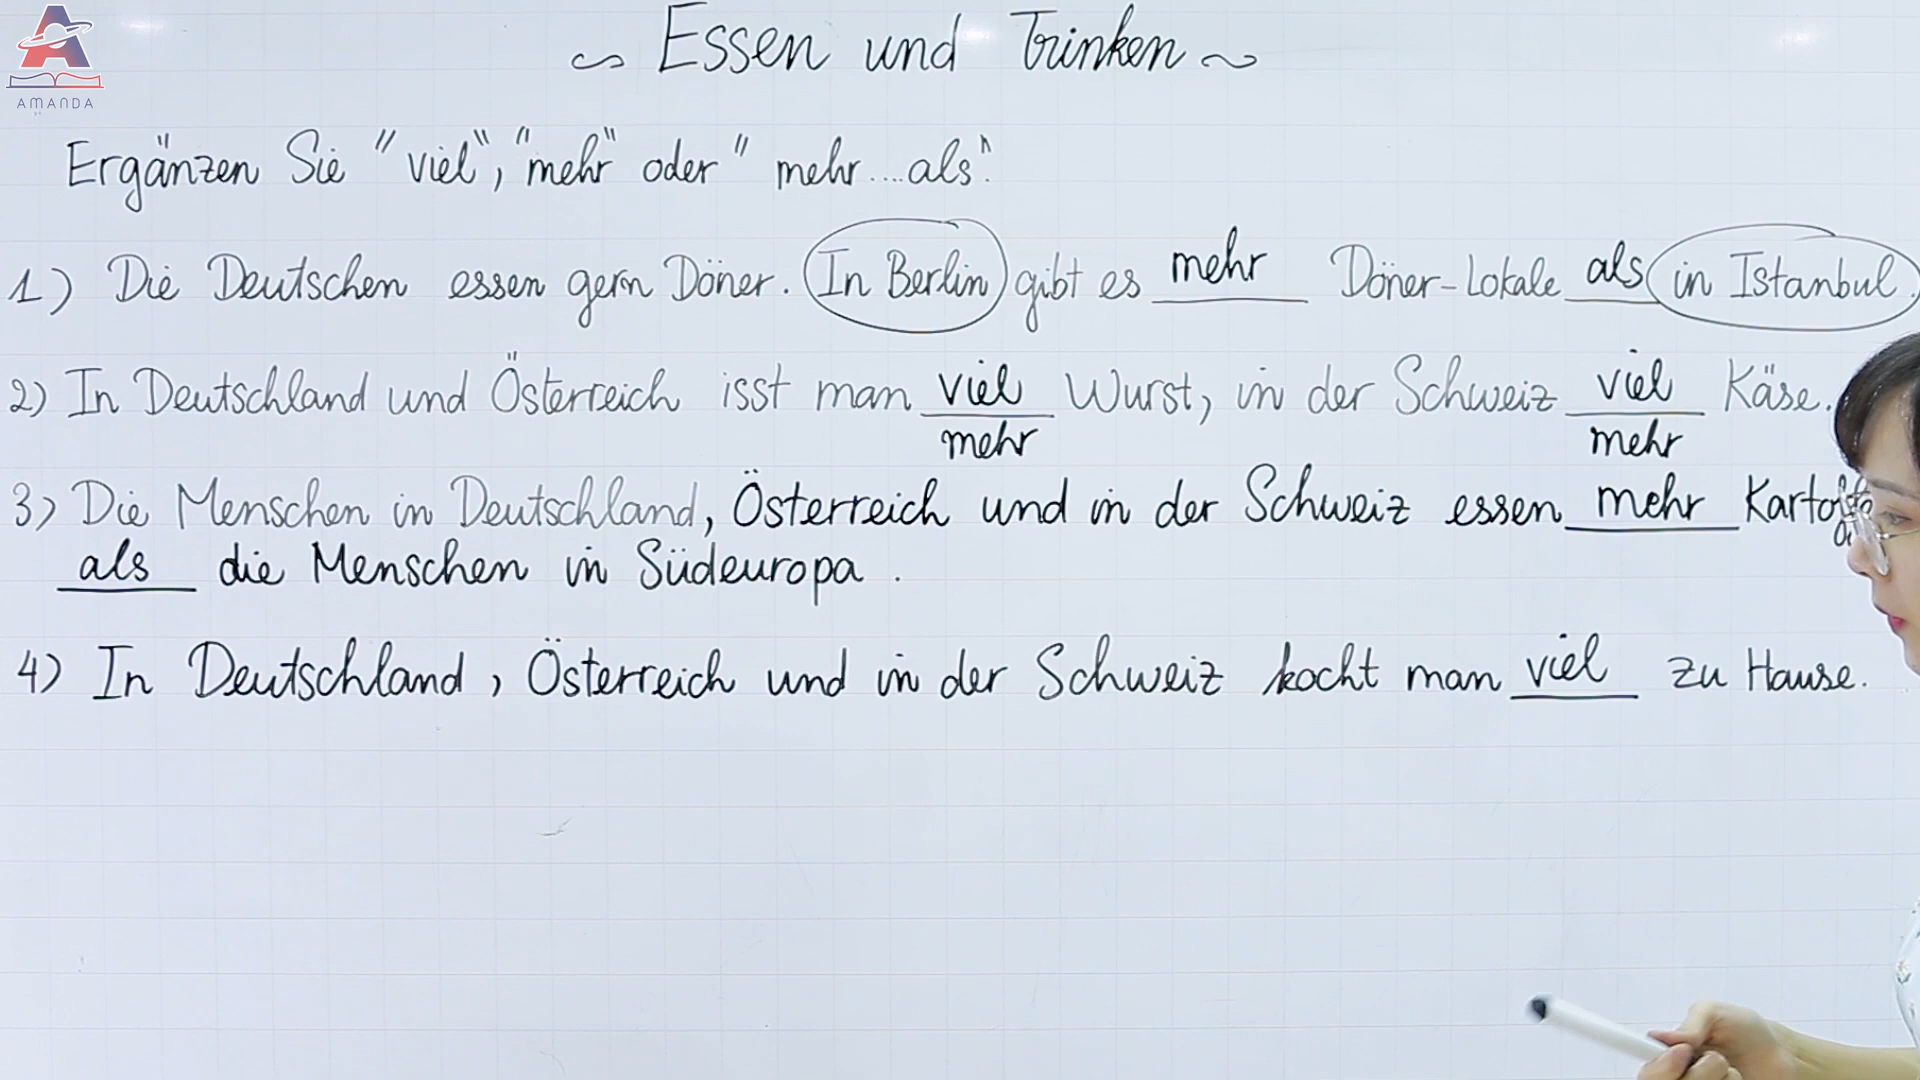 AMANDA
~ Essen und Trinken ~
Ergänzen Sie "viel", "mehr" oder "mehr....als".
1) Die Deutschen essen gern Döner. In Berlin gibt es mehr Döner-Lokale als in Istanbul.
2) In Deutschland und Österreich isst man viel Wurst, in der Schweiz viel Käse.
mehr mehr
3) Die Menschen in Deutschland, Österreich und in der Schweiz essen mehr
als die Menschen in Südeuropa.
4) In Deutschland, Österreich und in der Schweiz kocht man viel zu Hause.